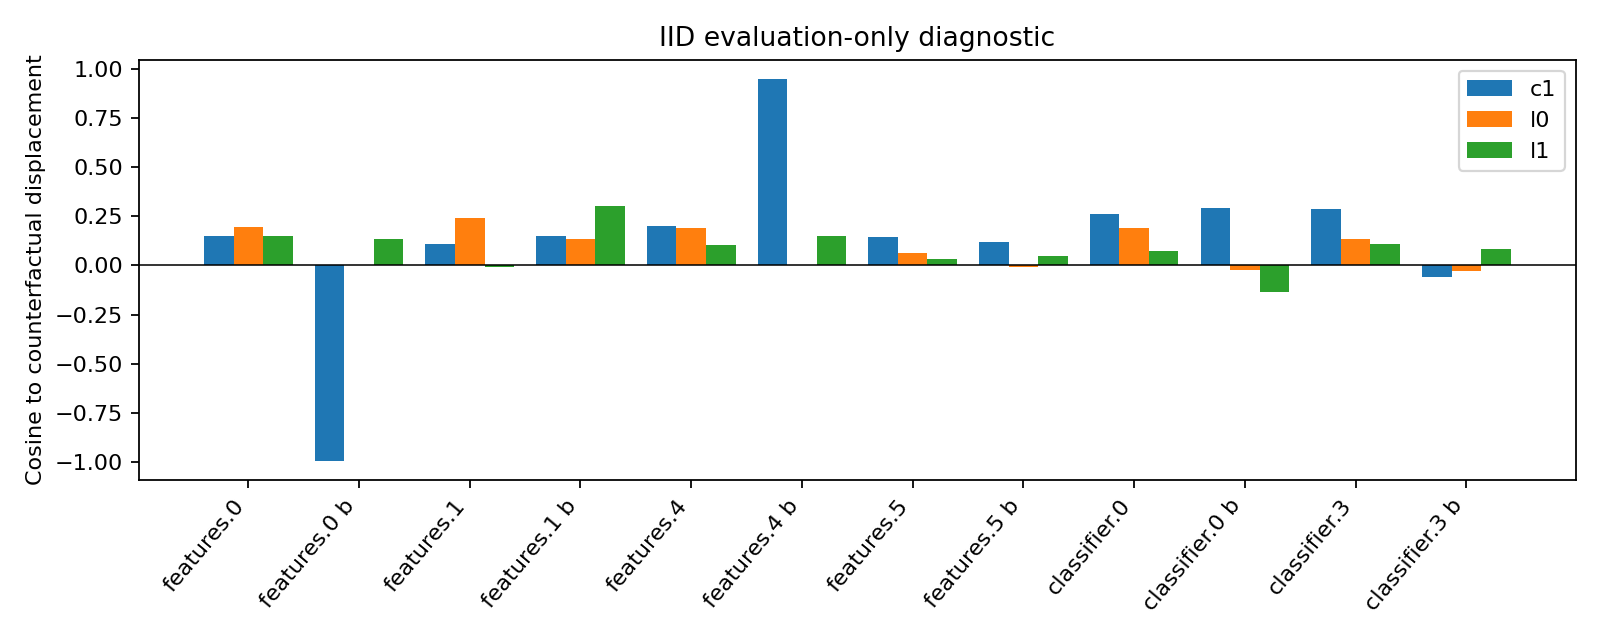 IID evaluation-only diagnostic
Cosine to counterfactual displacement
1.00
0.75
0.50
0.25
0.00
−0.25
−0.50
−0.75
−1.00
c1
l0
l1
features.0
features.0 b
features.1
features.1 b
features.4
features.4 b
features.5
features.5 b
classifier.0
classifier.0 b
classifier.3
classifier.3 b